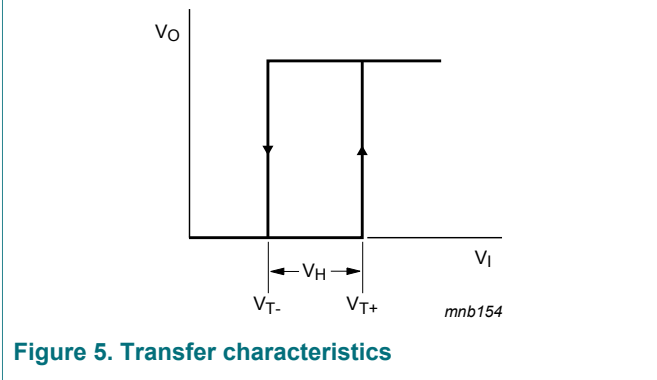 VO
VI
VH
VT-
VT+
mnb154
Figure 5. Transfer characteristics